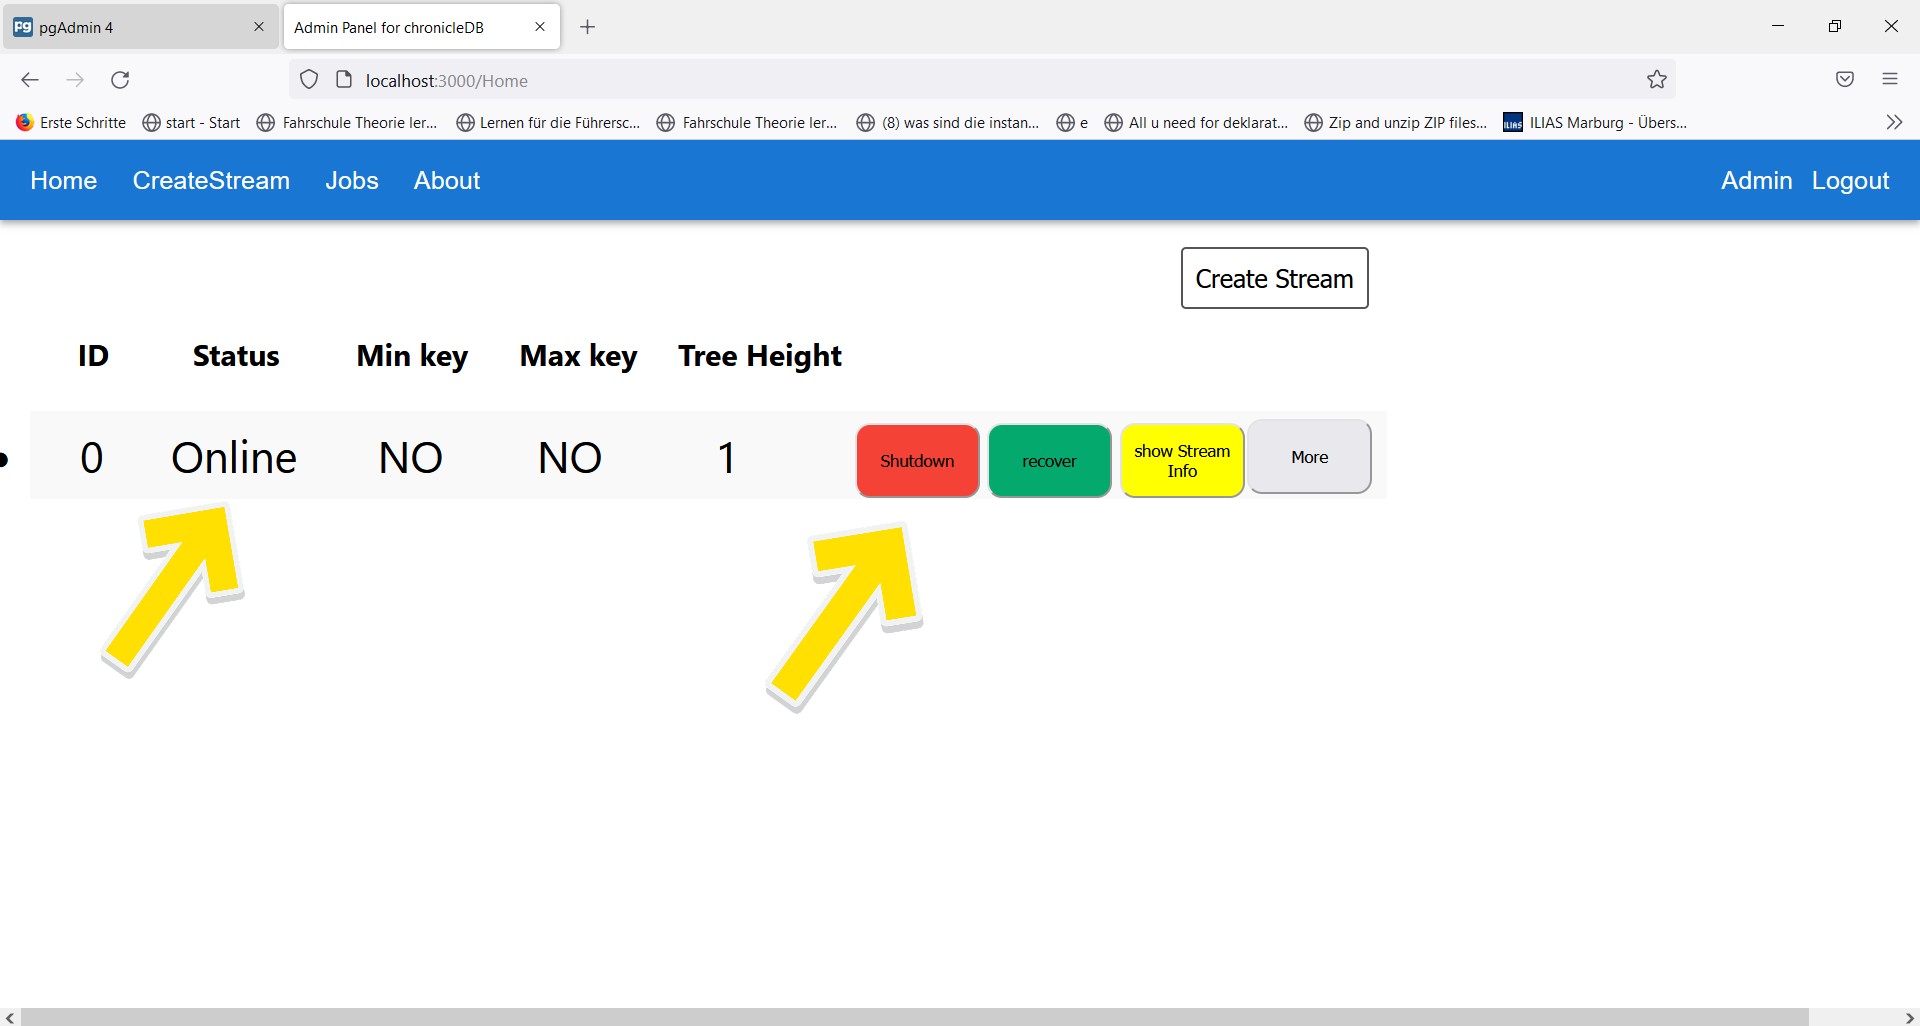 pgAdmin 4
Admin Panel for chronicleDB
localhost:3000/Home
Erste Schritte start - Start Fahrschule Theorie ler... Lernen für die Führersc... Fahrschule Theorie ler... (8) was sind die instan... e All u need for deklarat... Zip and unzip ZIP files... ILIAS Marburg - Übers...
Home CreateStream Jobs About Admin Logout
Create Stream
ID Status Min key Max key Tree Height
0 Online NO NO 1 Shutdown recover show Stream Info More